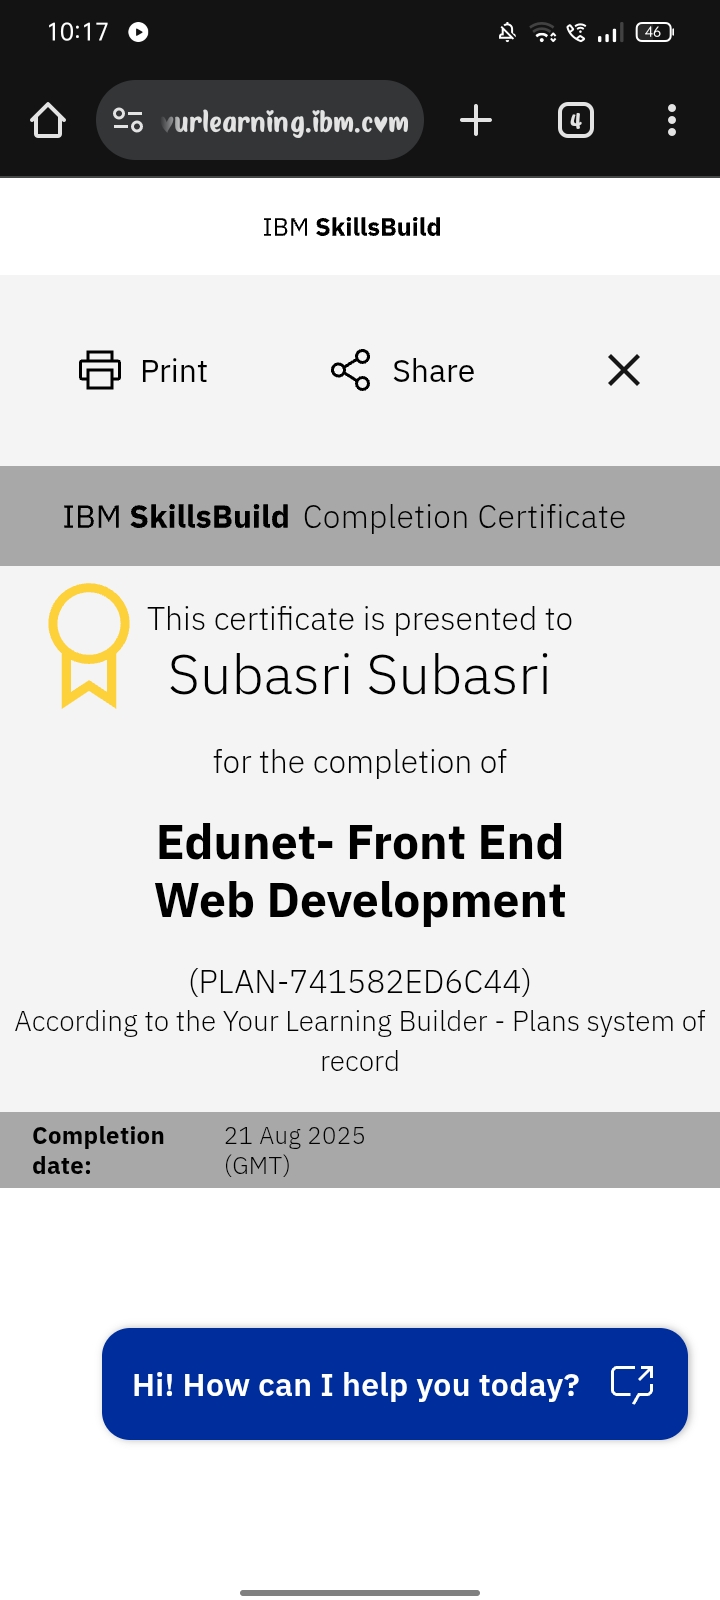 10:17
46
urlearning.ibm.com
4
IBM SkillsBuild
Print
Share
IBM SkillsBuild Completion Certificate
This certificate is presented to
Subasri Subasri
for the completion of
Edunet- Front End
Web Development
(PLAN-741582ED6C44)
According to the Your Learning Builder - Plans system of
record
Completion
date:
21 Aug 2025
(GMT)
Hi! How can I help you today?